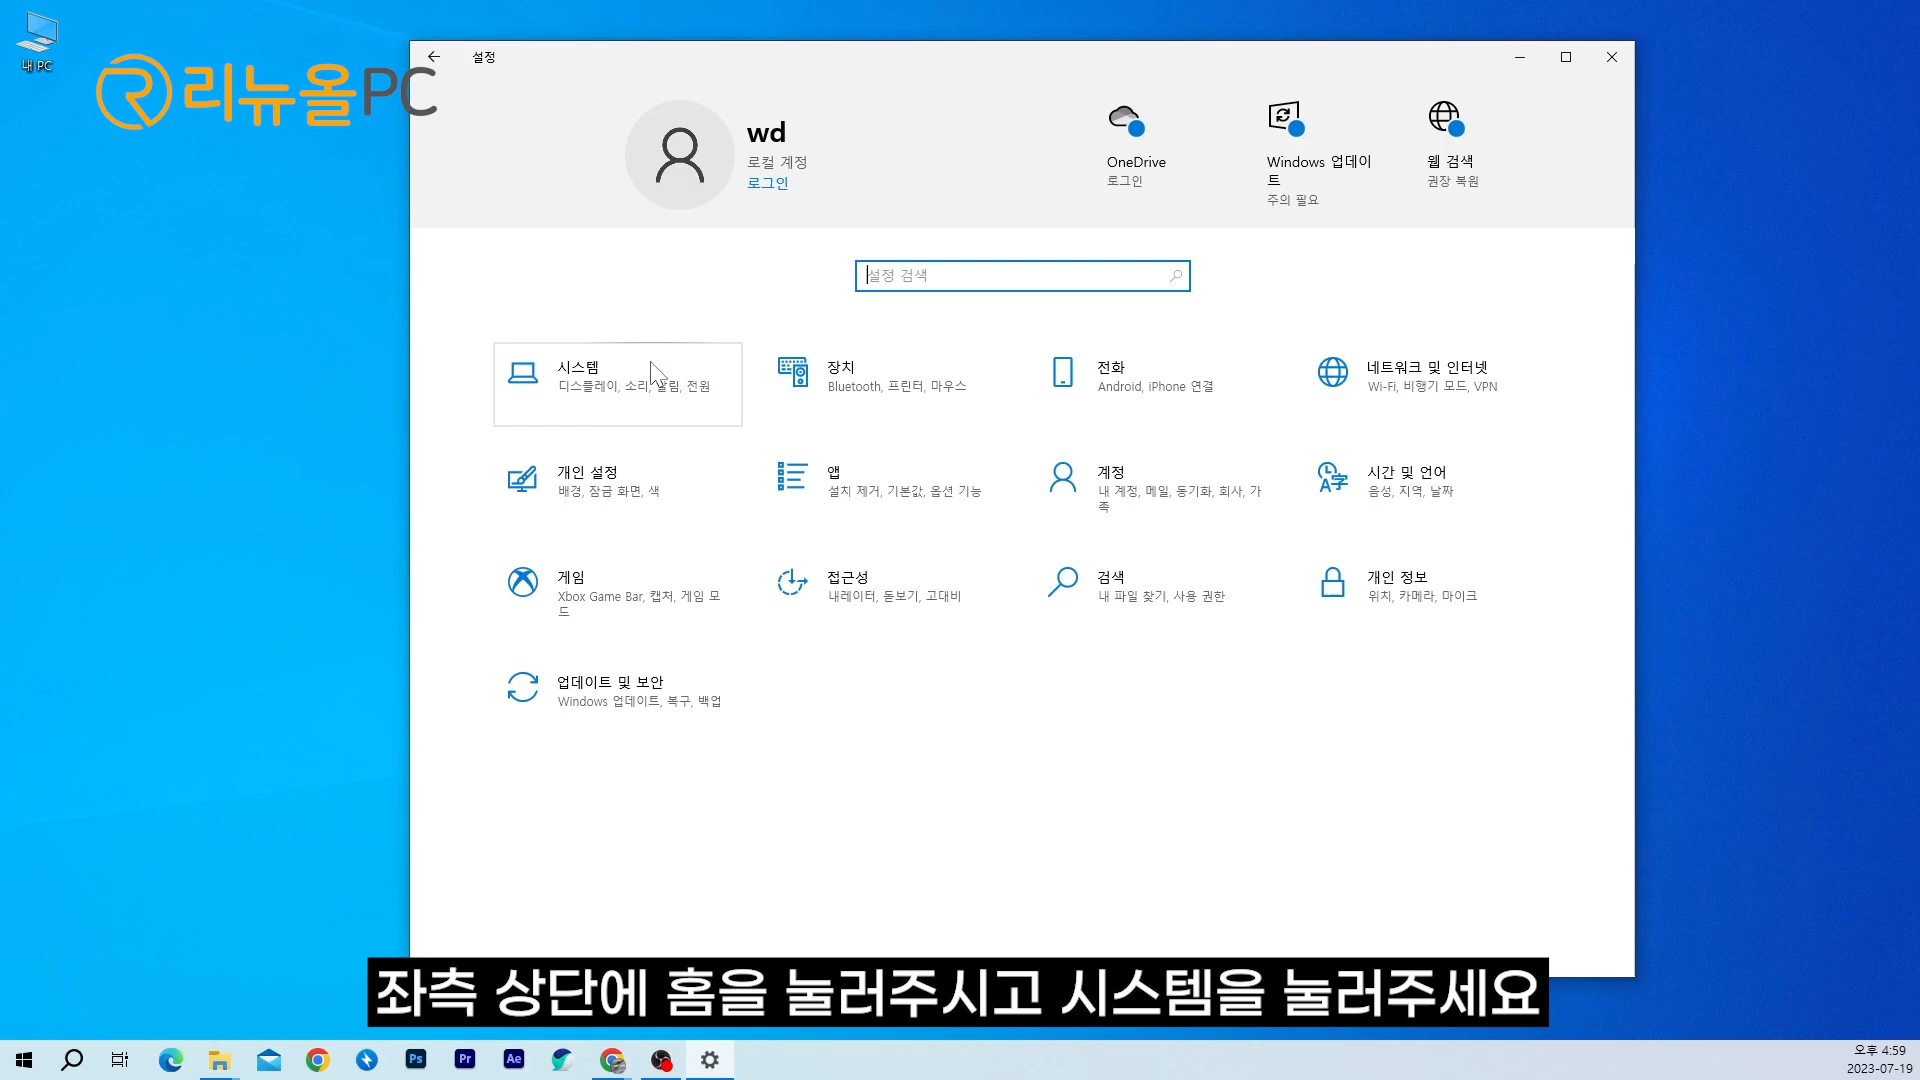 내 PC
리뉴올PC
설정
wd
로컬 계정
로그인
OneDrive
로그인
Windows 업데이
트
주의 필요
웹 검색
권장 복원
설정 검색
시스템
디스플레이, 소리, 알림, 전원
장치
Bluetooth, 프린터, 마우스
전화
Android, iPhone 연결
네트워크 및 인터넷
Wi-Fi, 비행기 모드, VPN
개인 설정
배경, 잠금 화면, 색
앱
설치 제거, 기본값, 옵션 기능
계정
내 계정, 메일, 동기화, 회사, 가
족
시간 및 언어
음성, 지역, 날짜
게임
Xbox Game Bar, 캡처, 게임 모
드
접근성
내레이터, 돋보기, 고대비
검색
내 파일 찾기, 사용 권한
개인 정보
위치, 카메라, 마이크
업데이트 및 보안
Windows 업데이트, 복구, 백업
좌측 상단에 홈을 눌러주시고 시스템을 눌러주세요
Ps
Pr
Ae
오후 4:59
2023-07-19